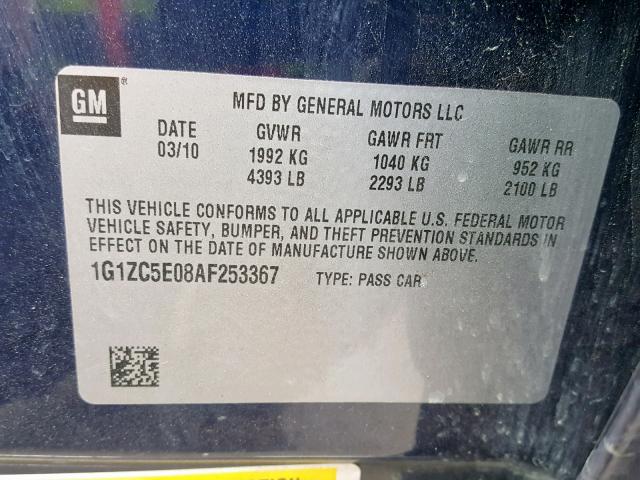 GM®
MFD BY GENERAL MOTORS LLC
DATE GVWR GAWR FRT GAWR RR
03/10 1992 KG 1040 KG 952 KG
4393 LB 2293 LB 2100 LB
THIS VEHICLE CONFORMS TO ALL APPLICABLE U.S. FEDERAL MOTOR
VEHICLE SAFETY, BUMPER, AND THEFT PREVENTION STANDARDS IN
EFFECT ON THE DATE OF MANUFACTURE SHOWN ABOVE.
1G1ZC5E08AF253367 TYPE: PASS CAR